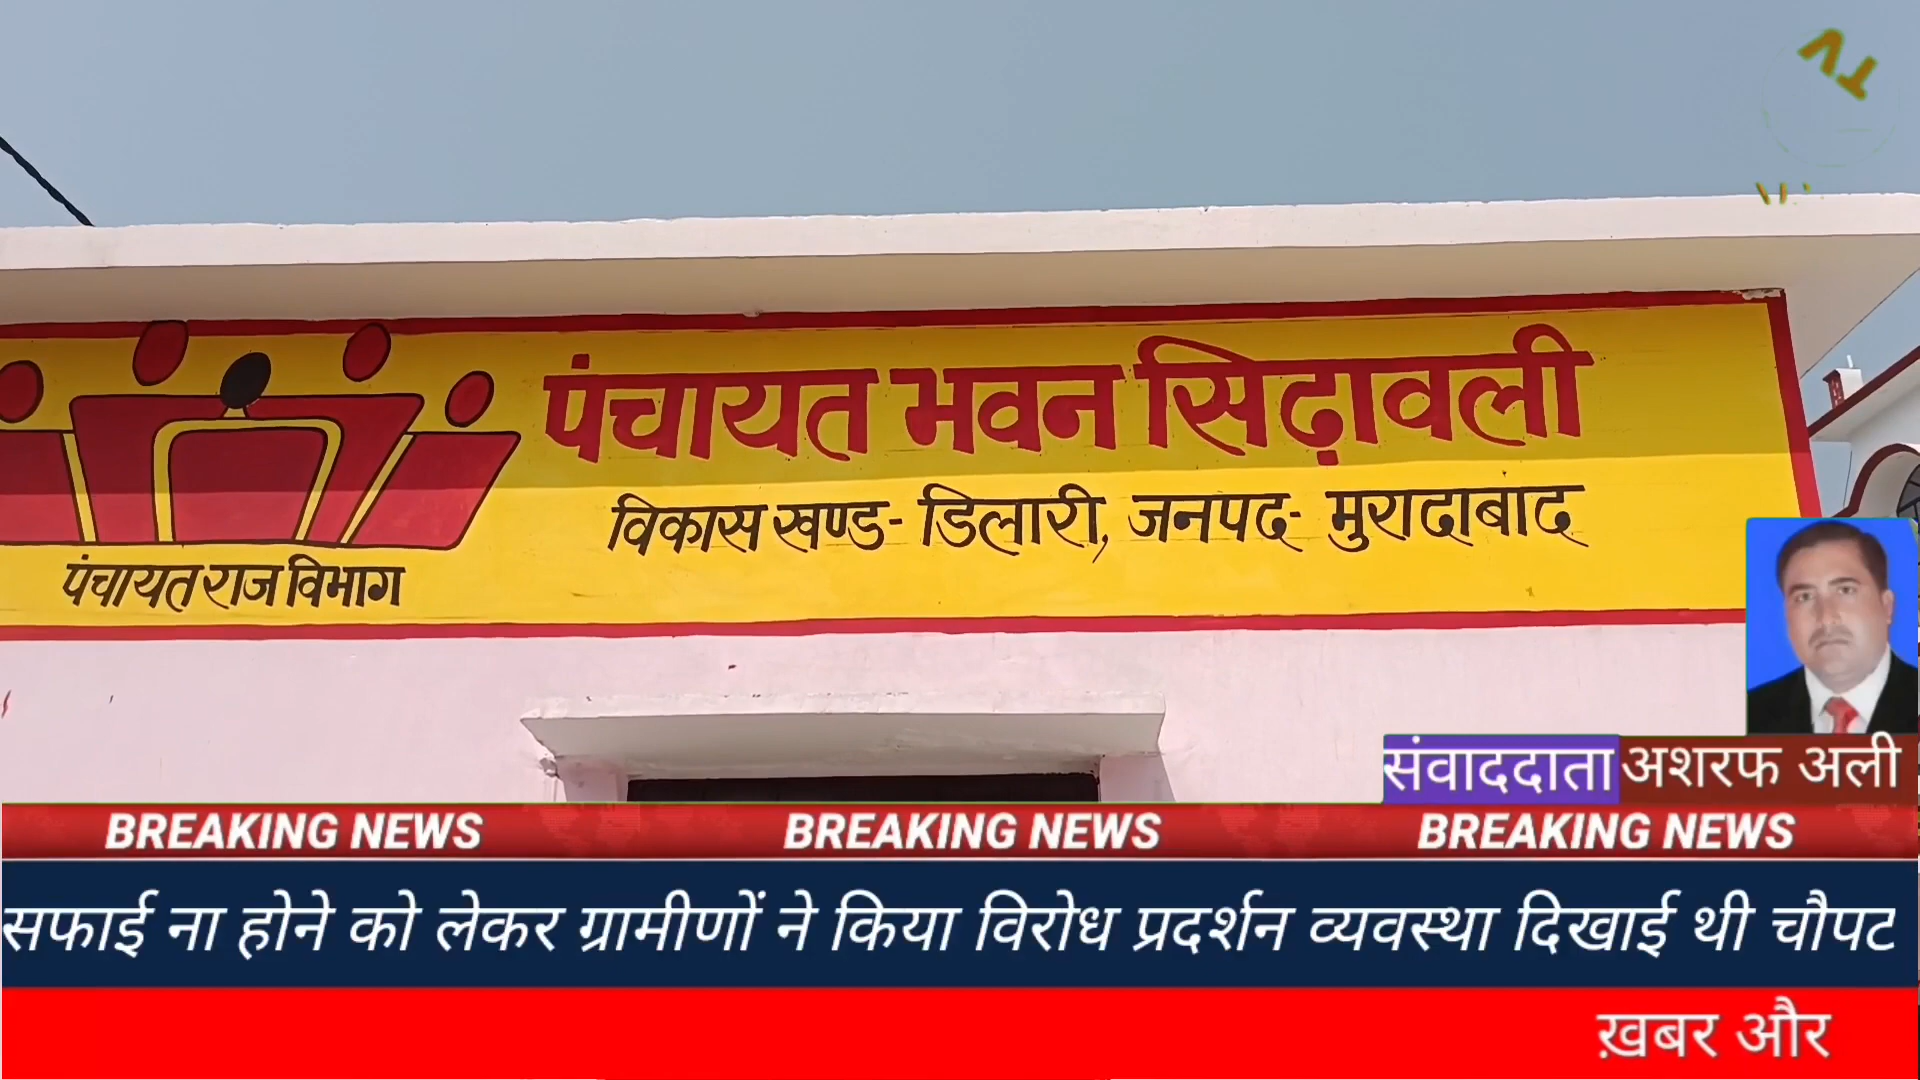 TV
पंचायत भवन सिढ़ावली
विकास खण्ड- डिलारी, जनपद- मुरादाबाद
पंचायत राज विभाग
संवाददाता अशरफ अली
BREAKING NEWS BREAKING NEWS BREAKING NEWS
सफाई ना होने को लेकर ग्रामीणों ने किया विरोध प्रदर्शन व्यवस्था दिखाई थी चौपट
ख़बर और